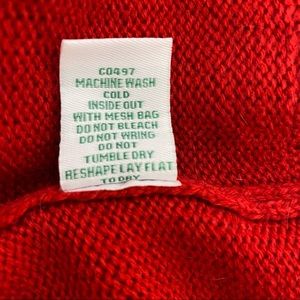 C0497
MACHINE WASH
COLD
INSIDE OUT
WITH MESH BAG
DO NOT BLEACH
DO NOT WRING
DO NOT
TUMBLE DRY
RESHAPE LAY FLAT
TO DRY